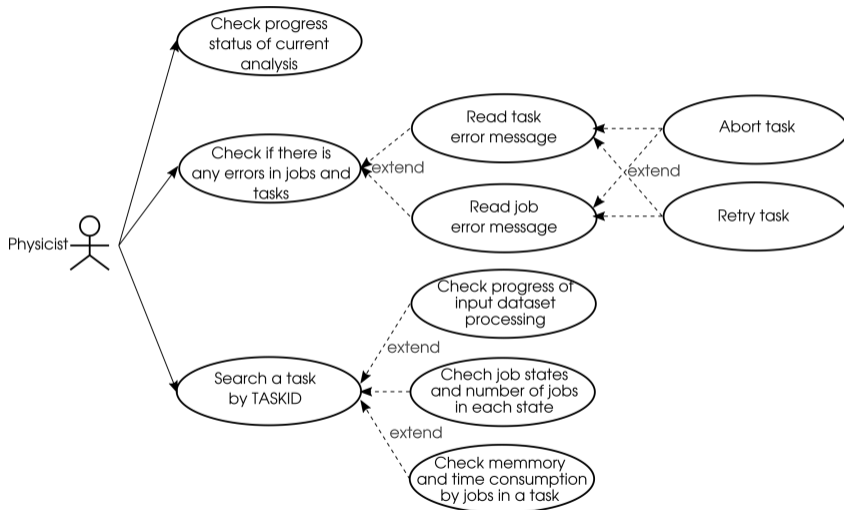 Check progress
status of current
analysis
Check if there is
any errors in jobs and
tasks
Read task
error message
Abort task
extend
extend
Read job
error message
Retry task
Physicist
Check progress of
input dataset
processing
extend
Search a task
by TASKID
Chech job states
and number of jobs
in each state
extend
Check memmory
and time consumption
by jobs in a task